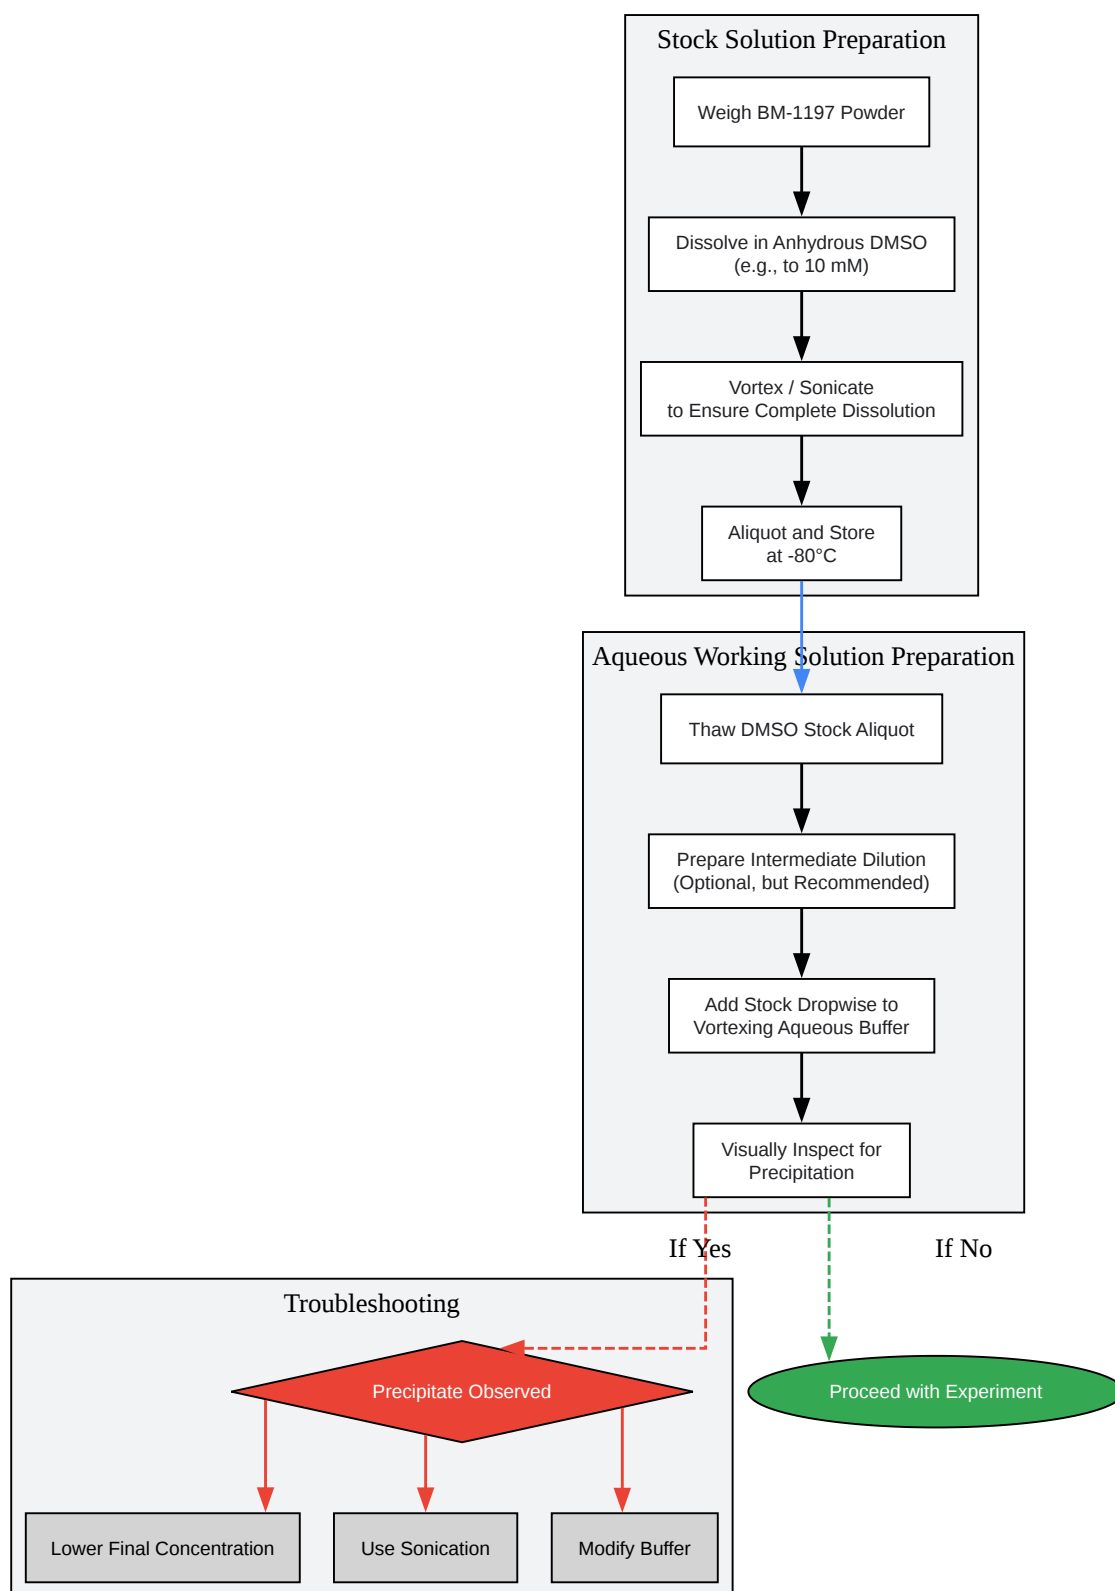 Stock Solution Preparation
Weigh BM-1197 Powder
Dissolve in Anhydrous DMSO
(e.g., to 10 mM)
Vortex / Sonicate
to Ensure Complete Dissolution
Aliquot and Store
at -80°C
Aqueous Working Solution Preparation
Thaw DMSO Stock Aliquot
Prepare Intermediate Dilution
(Optional, but Recommended)
Add Stock Dropwise to
Vortexing Aqueous Buffer
Visually Inspect for
Precipitation
If Yes
If No
Troubleshooting
Precipitate Observed
Proceed with Experiment
Lower Final Concentration
Use Sonication
Modify Buffer